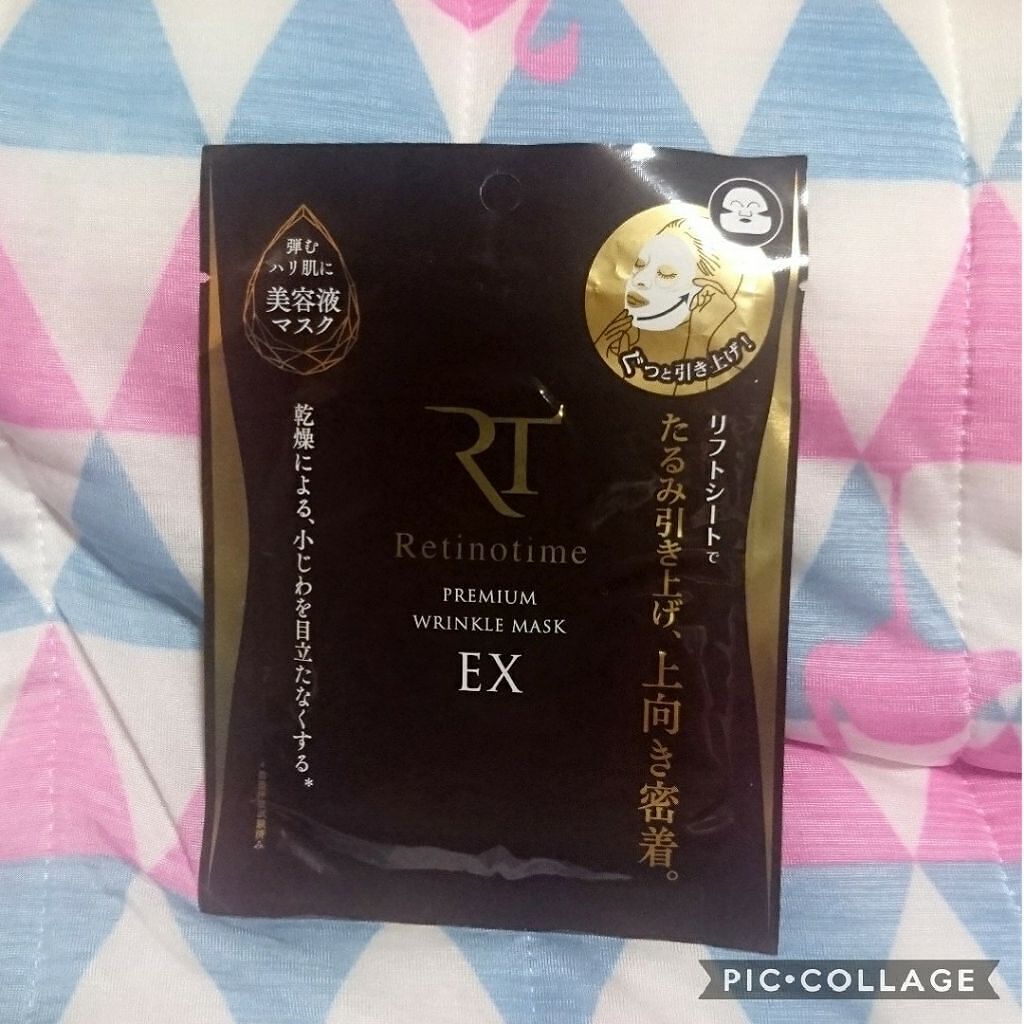 弾む
ハリ肌に
美容液
マスク
ぐっと引き上げ!
リフトシートで
たるみ引き上げ、上向き密着。
RT
Retinotime
PREMIUM
WRINKLE MASK
EX
乾燥による、小じわを目立たなくする。*
PIC•COLLAGE